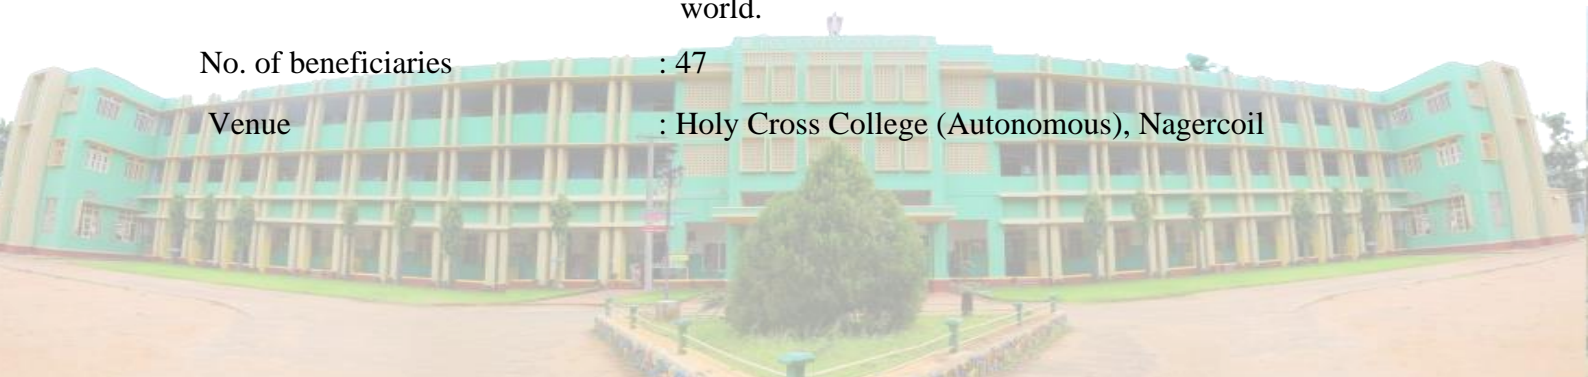 world.
No. of beneficiaries : 47
Venue : Holy Cross College (Autonomous), Nagercoil